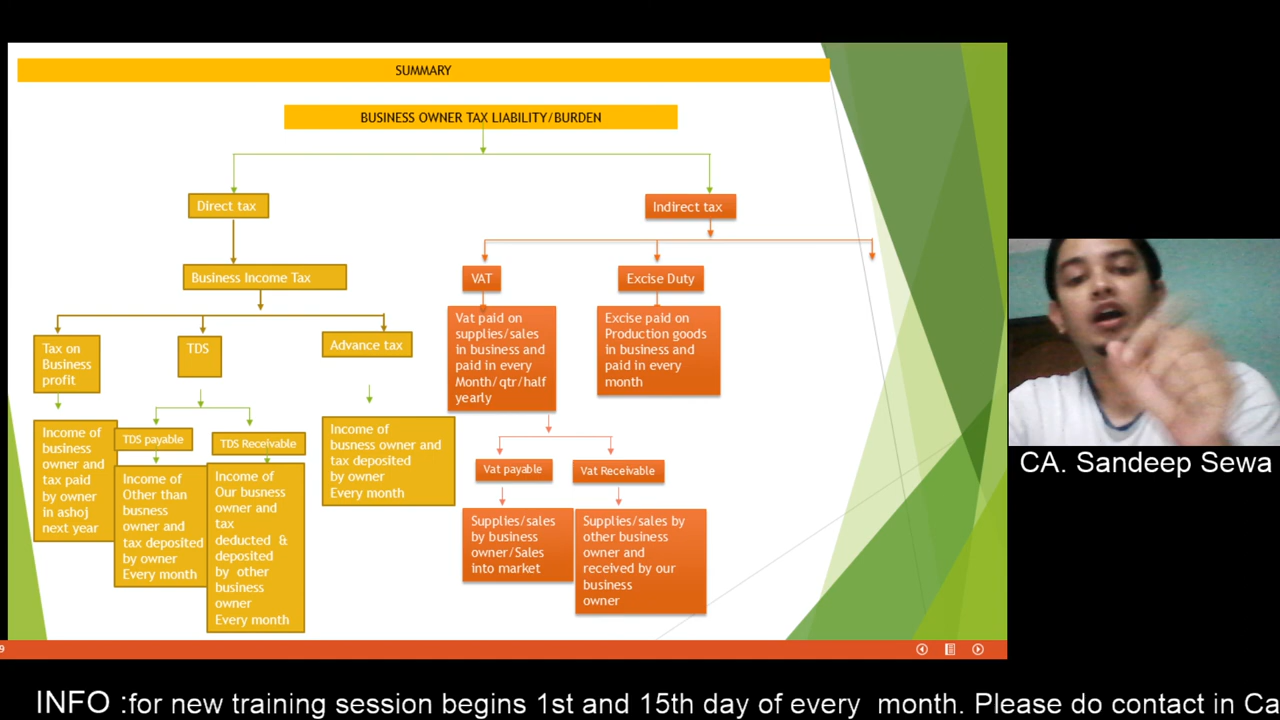 SUMMARY
BUSINESS OWNER TAX LIABILITY/BURDEN
Direct tax
Indirect tax
Business Income Tax
VAT
Excise Duty
Tax on
Business
profit
TDS
Advance tax
Vat paid on
supplies/sales
in business and
paid in every
Month/qtr/half
yearly
Excise paid on
Production goods
in business and
paid in every
month
Income of
business
owner and
tax paid
by owner
in ashoj
next year
TDS payable
TDS Receivable
Income of
Other than
business
owner and
tax deposited
by owner
Every month
Income of
Our busness
owner and
tax
deducted &
deposited
by other
business
owner
Every month
Income of
business owner and
tax deposited
by owner
Every month
Vat payable
Vat Receivable
Supplies/sales
by business
owner/Sales
into market
Supplies/sales by
other business
owner and
received by our
business
owner
9
CA. Sandeep Sewa
INFO :for new training session begins 1st and 15th day of every month. Please do contact in Ca